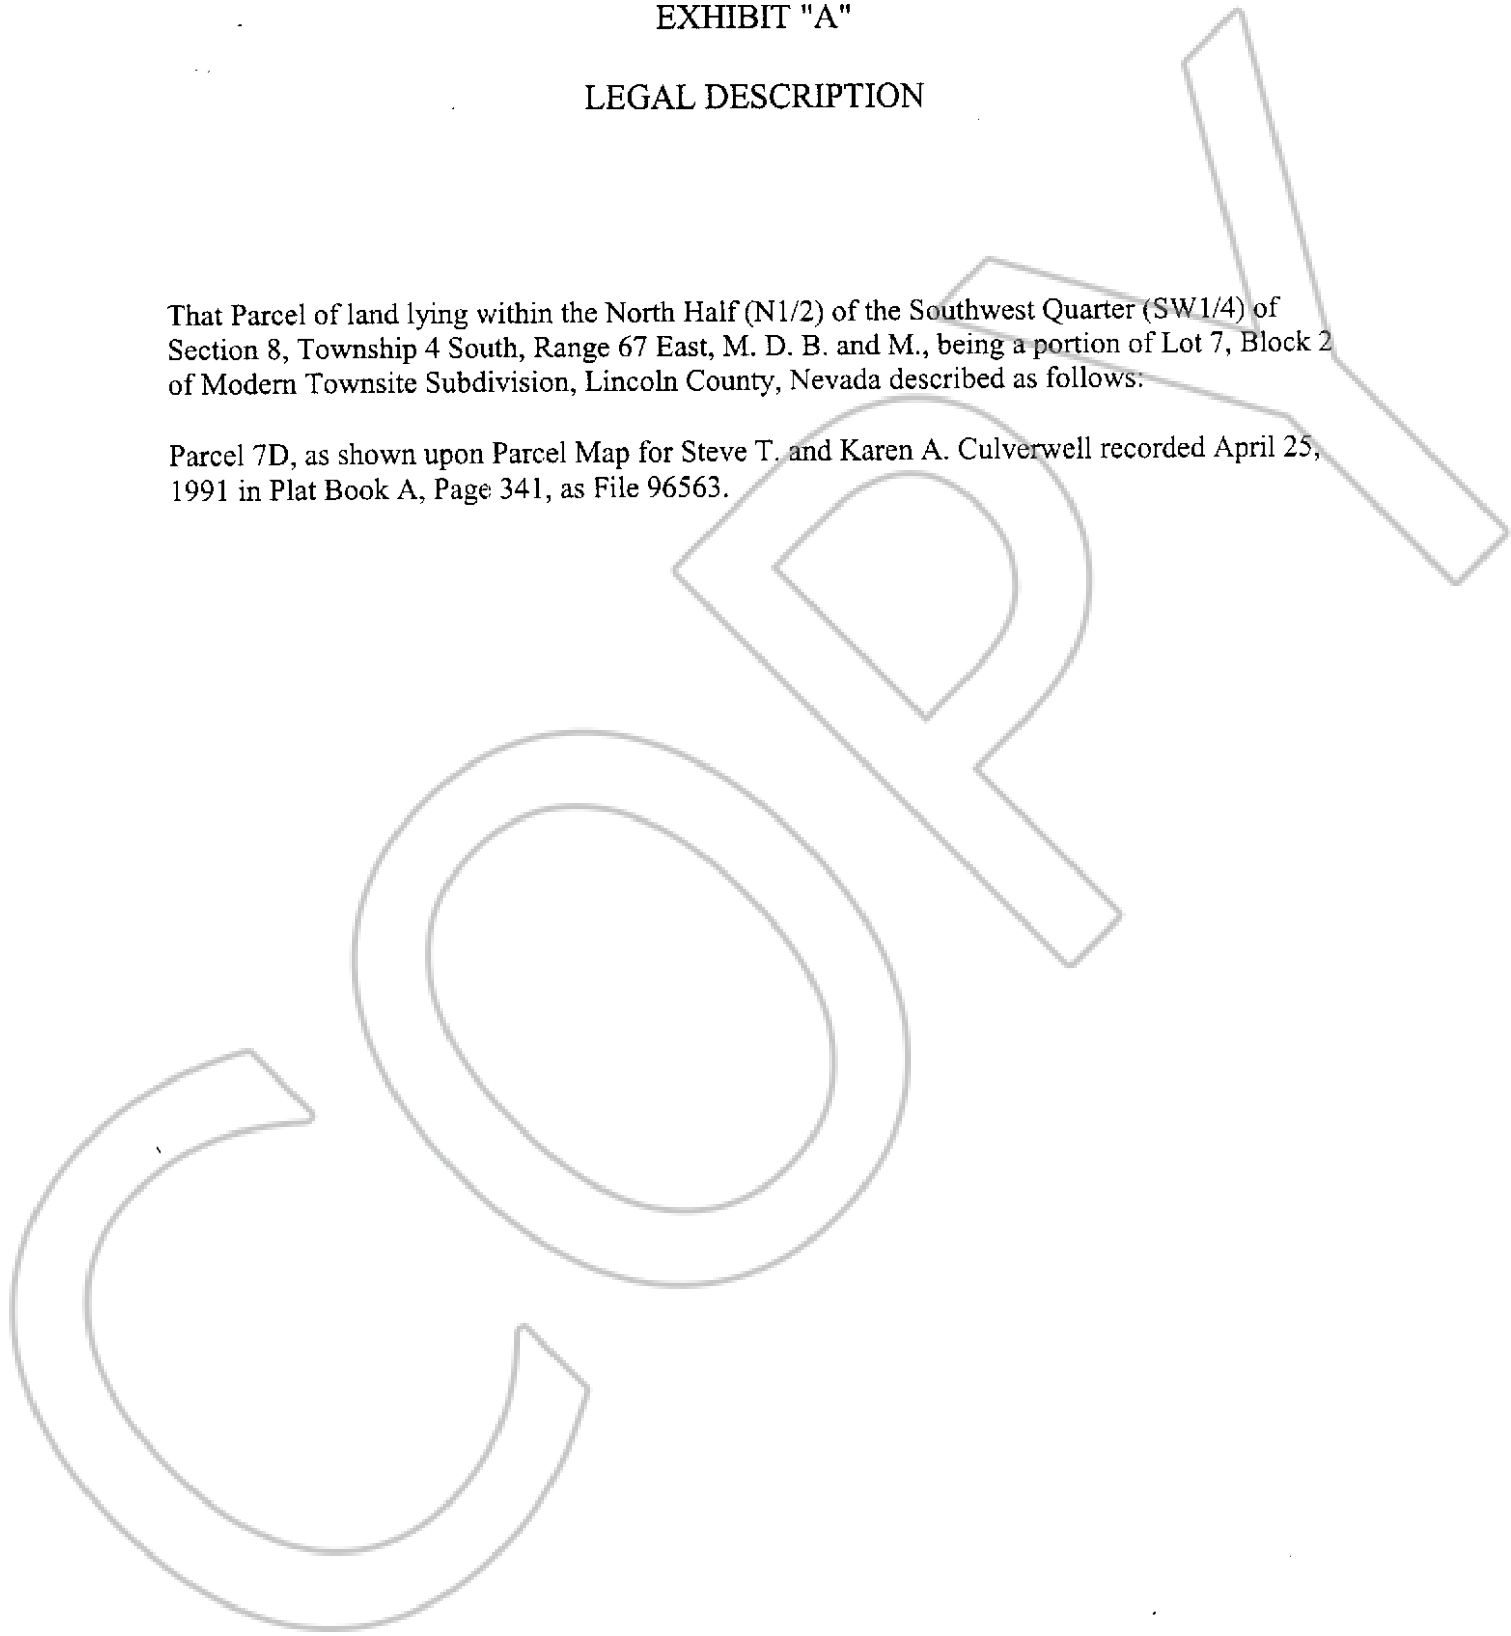 EXHIBIT "A"
LEGAL DESCRIPTION
That Parcel of land lying within the North Half (N1/2) of the Southwest Quarter (SW1/4) of
Section 8, Township 4 South, Range 67 East, M. D. B. and M., being a portion of Lot 7, Block 2
of Modern Townsite Subdivision, Lincoln County, Nevada described as follows:
Parcel 7D, as shown upon Parcel Map for Steve T. and Karen A. Culverwell recorded April 25,
1991 in Plat Book A, Page 341, as File 96563.
COPY